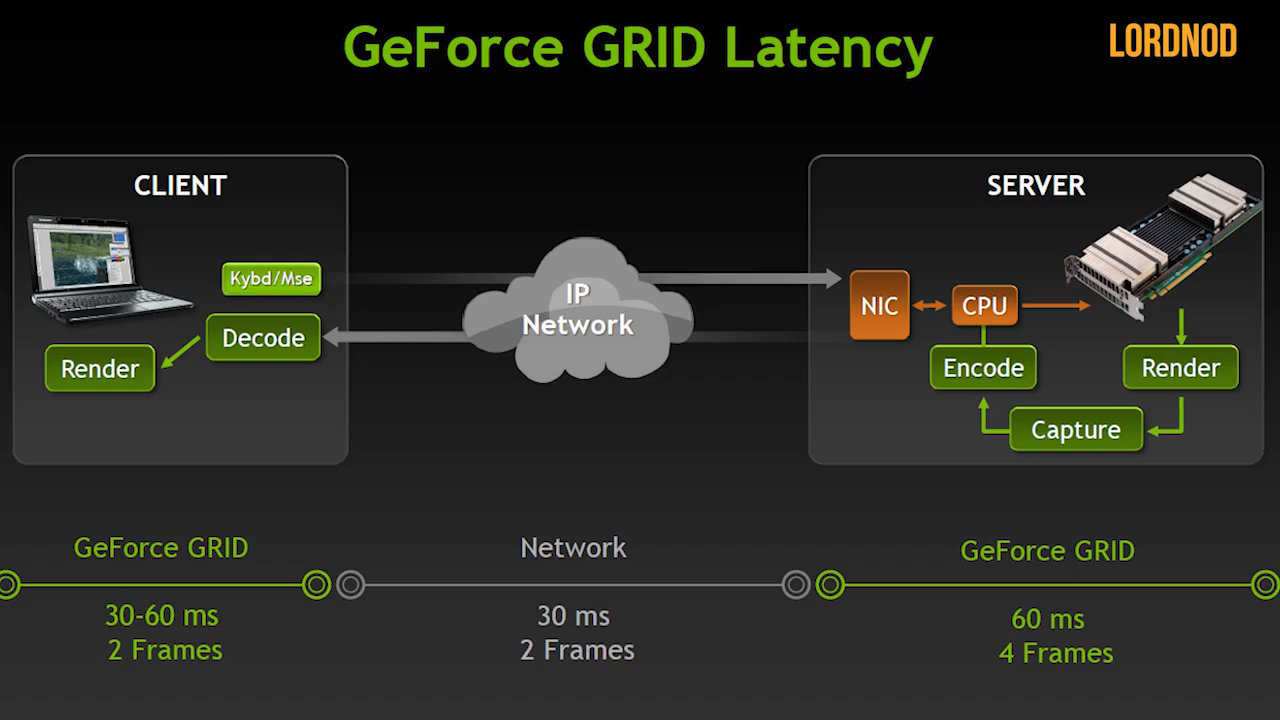 GeForce GRID Latency
LORDNOD
CLIENT
Kybd/Mse
Decode
Render
IP
Network
SERVER
NIC
CPU
Encode
Render
Capture
GeForce GRID
30-60 ms
2 Frames
Network
30 ms
2 Frames
GeForce GRID
60 ms
4 Frames